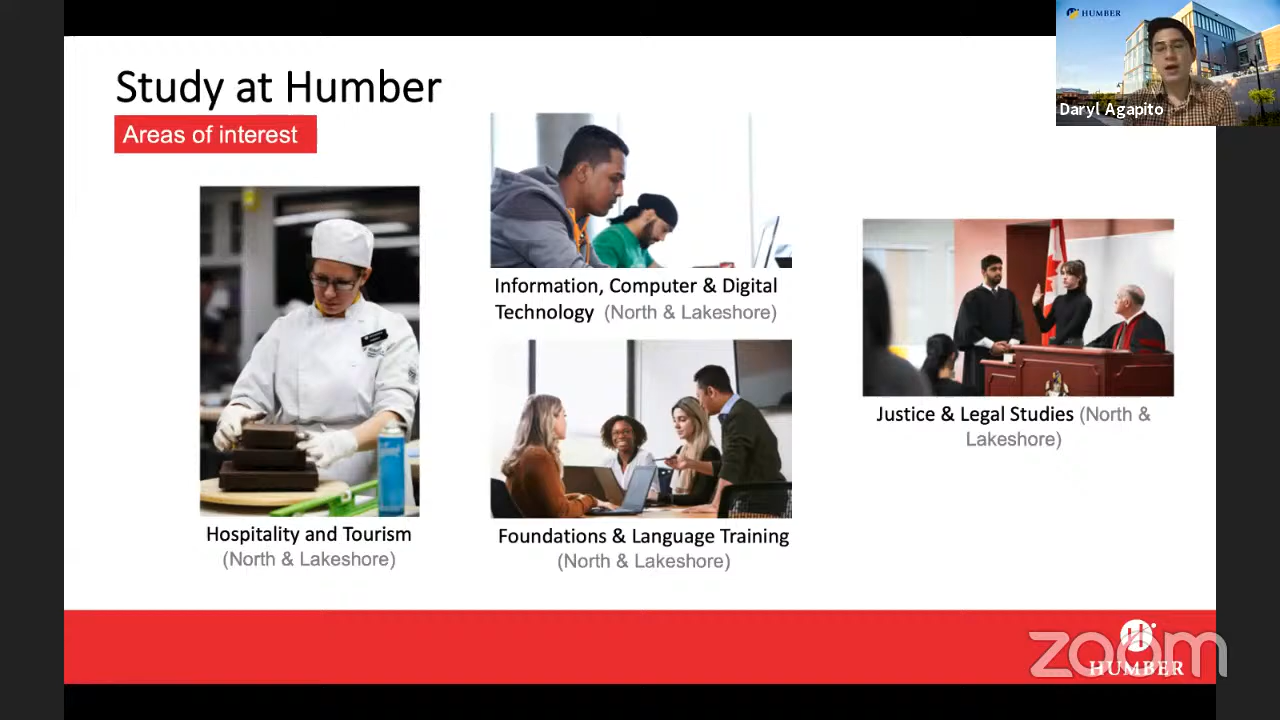 Study at Humber
Areas of interest
HUMBER
Daryl Agapito
Information, Computer & Digital
Technology (North & Lakeshore)
Justice & Legal Studies (North &
Lakeshore)
Hospitality and Tourism
(North & Lakeshore)
Foundations & Language Training
(North & Lakeshore)
zoom
HUMBER